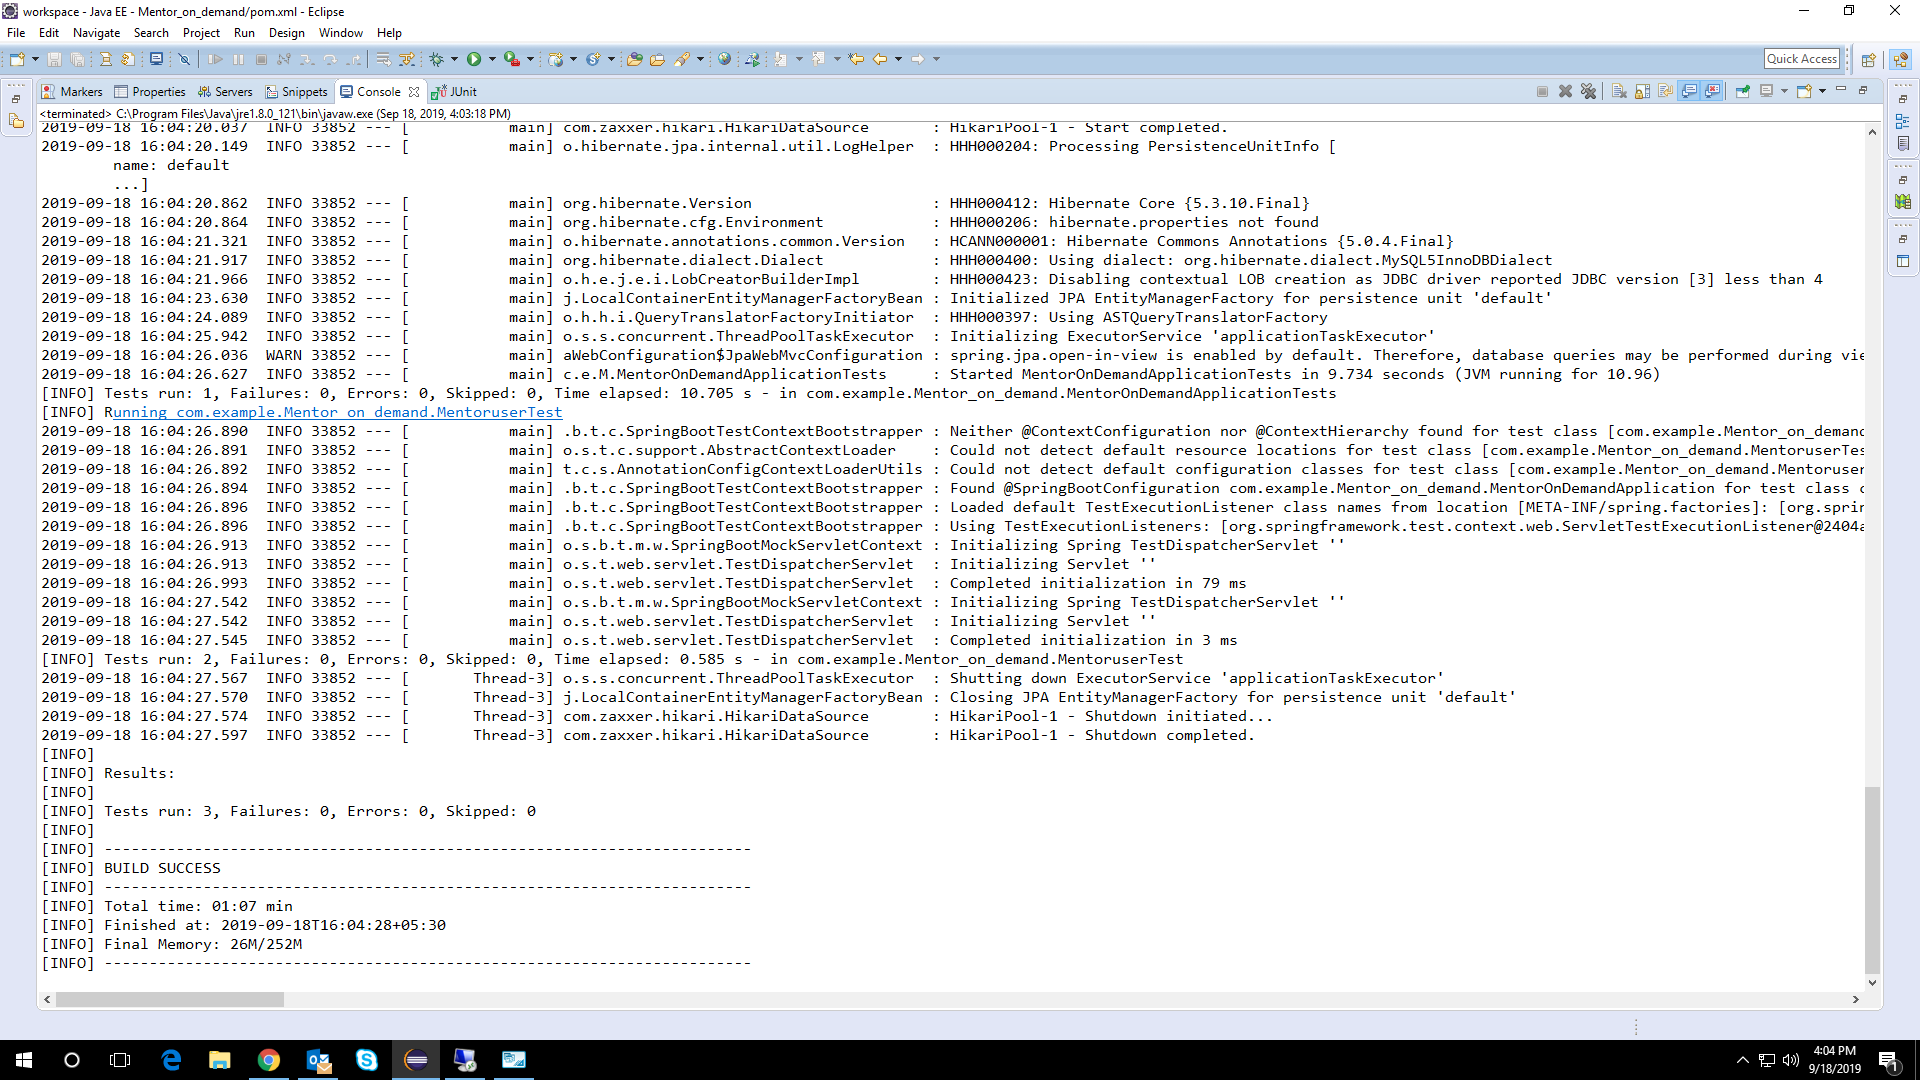 workspace - Java EE - Mentor_on_demand/pom.xml - Eclipse
File Edit Navigate Search Project Run Design Window Help
Quick Access
Markers Properties Servers Snippets Console JUnit
<terminated> C:\Program Files\Java\jre1.8.0_121\bin\javaw.exe (Sep 18, 2019, 4:03:18 PM)
2019-09-18 16:04:20.037  INFO 33852 --- [           main] com.zaxxer.hikari.HikariDataSource       : HikariPool-1 - Start completed.
2019-09-18 16:04:20.149  INFO 33852 --- [           main] o.hibernate.jpa.internal.util.LogHelper  : HHH000204: Processing PersistenceUnitInfo [
name: default
...]
2019-09-18 16:04:20.862  INFO 33852 --- [           main] org.hibernate.Version                    : HHH000412: Hibernate Core {5.3.10.Final}
2019-09-18 16:04:20.864  INFO 33852 --- [           main] org.hibernate.cfg.Environment            : HHH000206: hibernate.properties not found
2019-09-18 16:04:21.321  INFO 33852 --- [           main] o.hibernate.annotations.common.Version   : HCANN000001: Hibernate Commons Annotations {5.0.4.Final}
2019-09-18 16:04:21.917  INFO 33852 --- [           main] org.hibernate.dialect.Dialect            : HHH000400: Using dialect: org.hibernate.dialect.MySQL5InnoDBDialect
2019-09-18 16:04:21.966  INFO 33852 --- [           main] o.h.e.j.e.i.LobCreatorBuilderImpl        : HHH000423: Disabling contextual LOB creation as JDBC driver reported JDBC version [3] less than 4
2019-09-18 16:04:23.630  INFO 33852 --- [           main] j.LocalContainerEntityManagerFactoryBean : Initialized JPA EntityManagerFactory for persistence unit 'default'
2019-09-18 16:04:24.089  INFO 33852 --- [           main] o.h.h.i.QueryTranslatorFactoryInitiator  : HHH000397: Using ASTQueryTranslatorFactory
2019-09-18 16:04:25.942  INFO 33852 --- [           main] o.s.s.concurrent.ThreadPoolTaskExecutor  : Initializing ExecutorService 'applicationTaskExecutor'
2019-09-18 16:04:26.036  WARN 33852 --- [           main] aWebConfiguration$JpaWebMvcConfiguration : spring.jpa.open-in-view is enabled by default. Therefore, database queries may be performed during vie
2019-09-18 16:04:26.627  INFO 33852 --- [           main] c.e.M.MentorOnDemandApplicationTests     : Started MentorOnDemandApplicationTests in 9.734 seconds (JVM running for 10.96)
[INFO] Tests run: 1, Failures: 0, Errors: 0, Skipped: 0, Time elapsed: 10.705 s - in com.example.Mentor_on_demand.MentorOnDemandApplicationTests
[INFO] Running com.example.Mentor_on_demand.MentoruserTest
2019-09-18 16:04:26.890  INFO 33852 --- [           main] .b.t.c.SpringBootTestContextBootstrapper : Neither @ContextConfiguration nor @ContextHierarchy found for test class [com.example.Mentor_on_demand
2019-09-18 16:04:26.891  INFO 33852 --- [           main] o.s.t.c.support.AbstractContextLoader    : Could not detect default resource locations for test class [com.example.Mentor_on_demand.MentoruserTes
2019-09-18 16:04:26.892  INFO 33852 --- [           main] t.c.s.AnnotationConfigContextLoaderUtils : Could not detect default configuration classes for test class [com.example.Mentor_on_demand.Mentoruser
2019-09-18 16:04:26.894  INFO 33852 --- [           main] .b.t.c.SpringBootTestContextBootstrapper : Found @SpringBootConfiguration com.example.Mentor_on_demand.MentorOnDemandApplication for test class c
2019-09-18 16:04:26.896  INFO 33852 --- [           main] .b.t.c.SpringBootTestContextBootstrapper : Loaded default TestExecutionListener class names from location [META-INF/spring.factories]: [org.sprin
2019-09-18 16:04:26.896  INFO 33852 --- [           main] .b.t.c.SpringBootTestContextBootstrapper : Using TestExecutionListeners: [org.springframework.test.context.web.ServletTestExecutionListener@2404a
2019-09-18 16:04:26.913  INFO 33852 --- [           main] o.s.b.t.m.w.SpringBootMockServletContext : Initializing Spring TestDispatcherServlet ''
2019-09-18 16:04:26.913  INFO 33852 --- [           main] o.s.t.web.servlet.TestDispatcherServlet  : Initializing Servlet ''
2019-09-18 16:04:26.993  INFO 33852 --- [           main] o.s.t.web.servlet.TestDispatcherServlet  : Completed initialization in 79 ms
2019-09-18 16:04:27.542  INFO 33852 --- [           main] o.s.b.t.m.w.SpringBootMockServletContext : Initializing Spring TestDispatcherServlet ''
2019-09-18 16:04:27.542  INFO 33852 --- [           main] o.s.t.web.servlet.TestDispatcherServlet  : Initializing Servlet ''
2019-09-18 16:04:27.545  INFO 33852 --- [           main] o.s.t.web.servlet.TestDispatcherServlet  : Completed initialization in 3 ms
[INFO] Tests run: 2, Failures: 0, Errors: 0, Skipped: 0, Time elapsed: 0.585 s - in com.example.Mentor_on_demand.MentoruserTest
2019-09-18 16:04:27.567  INFO 33852 --- [       Thread-3] o.s.s.concurrent.ThreadPoolTaskExecutor  : Shutting down ExecutorService 'applicationTaskExecutor'
2019-09-18 16:04:27.570  INFO 33852 --- [       Thread-3] j.LocalContainerEntityManagerFactoryBean : Closing JPA EntityManagerFactory for persistence unit 'default'
2019-09-18 16:04:27.574  INFO 33852 --- [       Thread-3] com.zaxxer.hikari.HikariDataSource       : HikariPool-1 - Shutdown initiated...
2019-09-18 16:04:27.597  INFO 33852 --- [       Thread-3] com.zaxxer.hikari.HikariDataSource       : HikariPool-1 - Shutdown completed.
[INFO]
[INFO] Results:
[INFO]
[INFO] Tests run: 3, Failures: 0, Errors: 0, Skipped: 0
[INFO]
[INFO] ------------------------------------------------------------------------
[INFO] BUILD SUCCESS
[INFO] ------------------------------------------------------------------------
[INFO] Total time: 01:07 min
[INFO] Finished at: 2019-09-18T16:04:28+05:30
[INFO] Final Memory: 26M/252M
[INFO] ------------------------------------------------------------------------
4:04 PM
9/18/2019
1